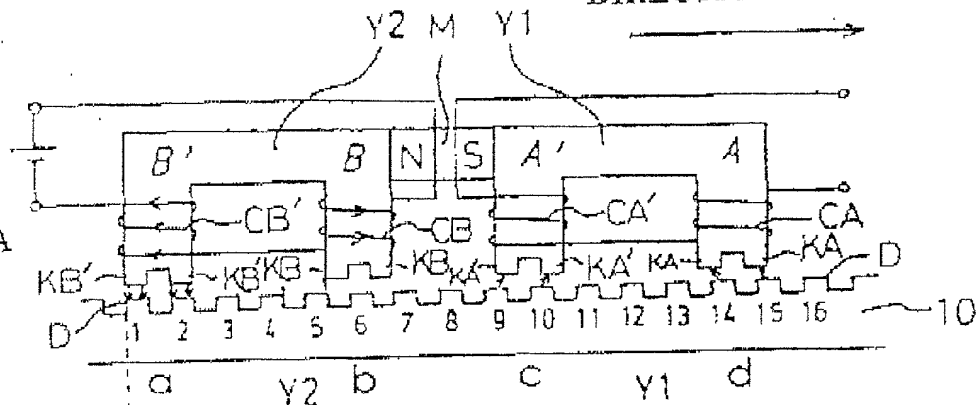 Y2 M Y1
B' B N S A' A
CB' CB CA' CA
A
KB' KB' KB KB KA' KA' KA KA D
D 1 2 3 4 5 6 7 8 9 10 11 12 13 14 15 16 10
a Y2 b c Y1 d